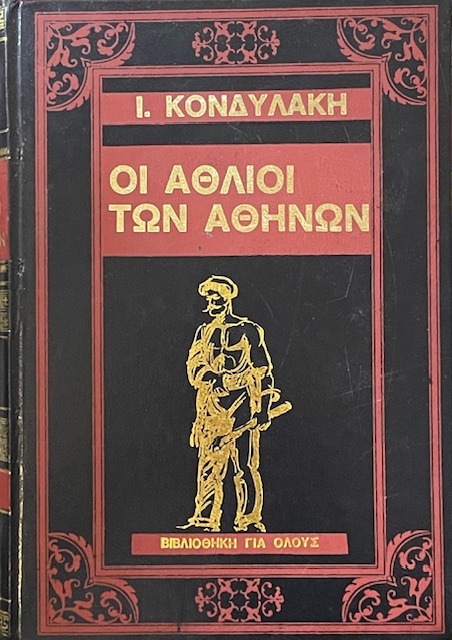 Ι. ΚΟΝΔΥΛΑΚΗ
ΟΙ ΑΘΛΙΟΙ
ΤΩΝ ΑΘΗΝΩΝ
ΒΙΒΛΙΟΘΗΚΗ ΓΙΑ ΟΛΟΥΣ